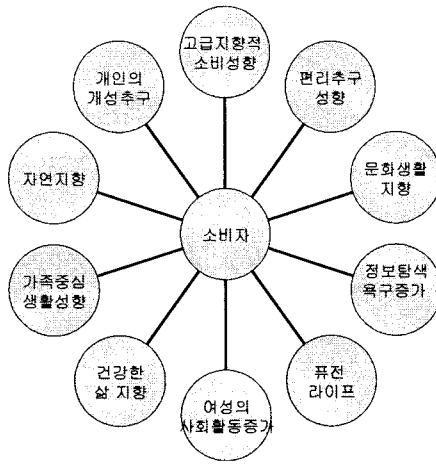 고급지향적
소비성향
편리추구
성향
문화생활
지향
정보탐색
욕구증가
퓨전
라이프
여성의
사회활동증가
건강한
삶 지향
가족중심
생활성향
자연지향
개인의
개성추구
소비자